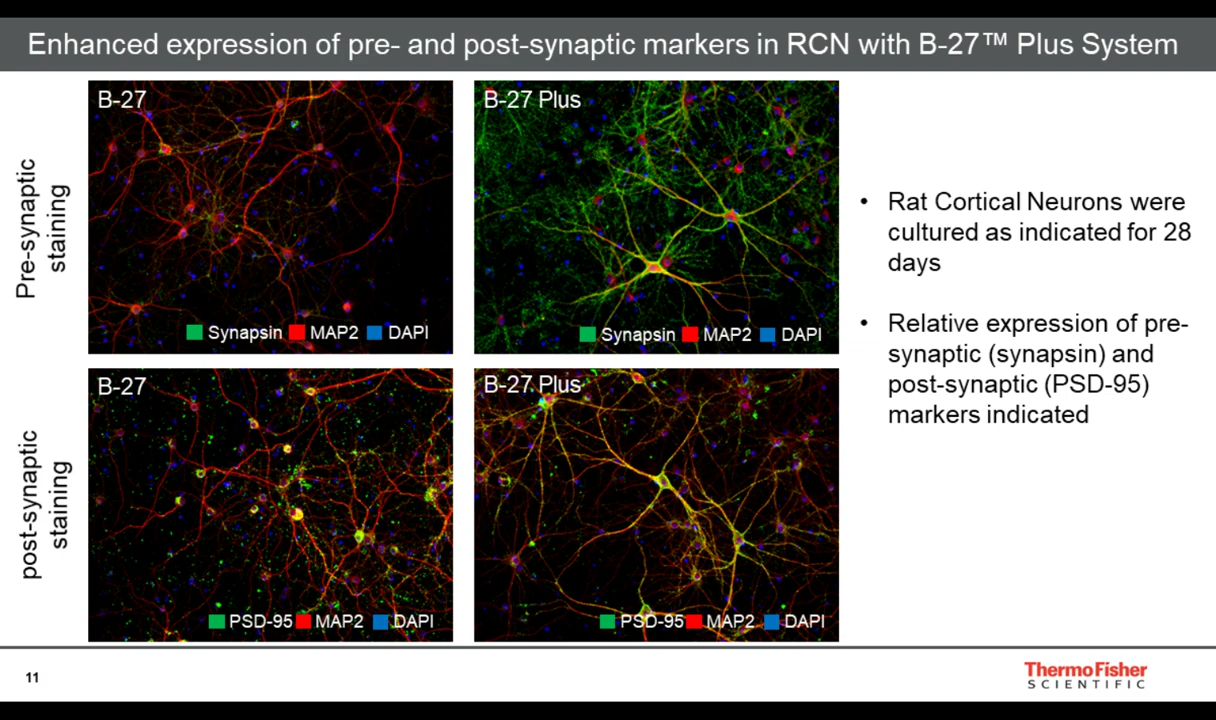 Enhanced expression of pre- and post-synaptic markers in RCN with B-27™ Plus System
Pre-synaptic
staining
B-27
Synapsin MAP2 DAPI
B-27 Plus
Synapsin MAP2 DAPI
post-synaptic
staining
B-27
PSD-95 MAP2 DAPI
B-27 Plus
PSD-95 MAP2 DAPI
• Rat Cortical Neurons were
cultured as indicated for 28
days
• Relative expression of pre-
synaptic (synapsin) and
post-synaptic (PSD-95)
markers indicated
11
ThermoFisher
SCIENTIFIC